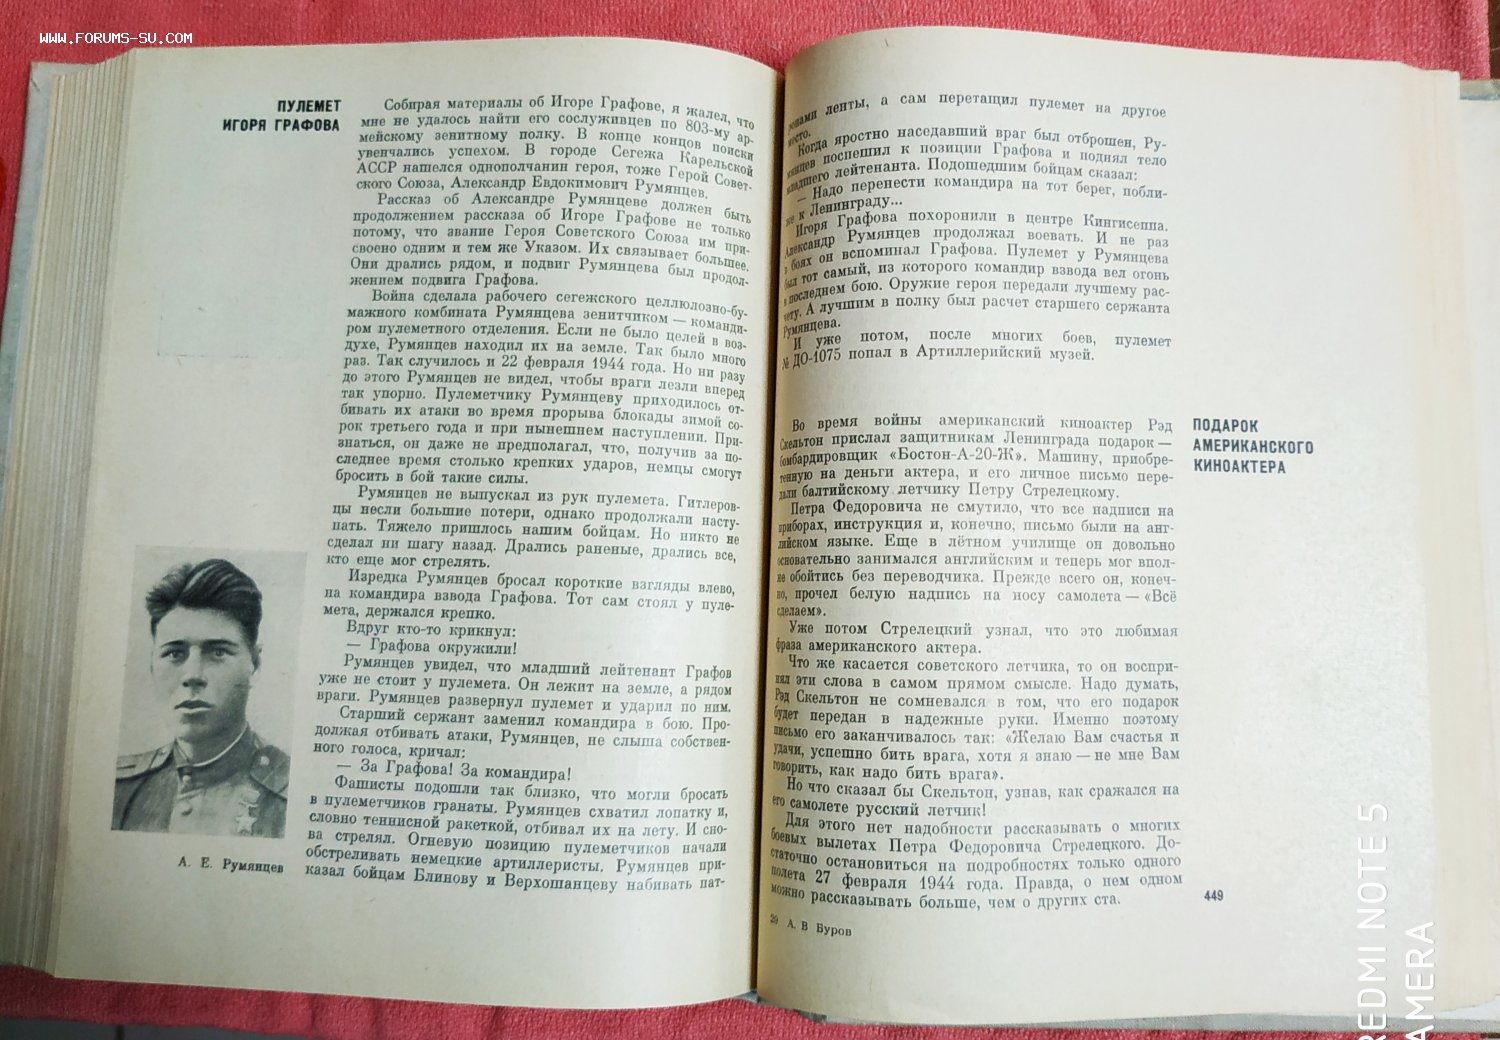 WWW.FORUMS-SU.COM
ПУЛЕМЕТ
ИГОРЯ ГРАФОВА
Собирая материалы об Игоре Графове, я жалел, что
мне не удалось найти его сослуживцев по 803-му ар-
мейскому зенитному полку. В конце концов поиски
увенчались успехом. В городе Сегежа Карельской
АССР нашелся однополчанин героя, тоже Герой Совет-
ского Союза, Александр Евдокимович Румянцев.
Рассказ об Александре Румянцеве должен быть
продолжением рассказа об Игоре Графове не только
потому, что звание Героя Советского Союза им при-
своено одним и тем же Указом. Их связывает большее.
Они дрались рядом, и подвиг Румянцева был продол-
жением подвига Графова.
Война сделала рабочего сегежского целлюлозно-бу-
мажного комбината Румянцева зенитчиком — команди-
ром пулеметного отделения. Если не было целей в воз-
духе, Румянцев находил их на земле. Так было много
раз. Так случилось и 22 февраля 1944 года. Но ни разу
до этого Румянцев не видел, чтобы враги лезли вперед
так упорно. Пулеметчику Румянцеву приходилось от-
бивать их атаки во время прорыва блокады зимой со-
рок третьего года и при нынешнем наступлении. При-
знаться, он даже не предполагал, что, получив за по-
следнее время столько крепких ударов, немцы смогут
бросить в бой такие силы.
Румянцев не выпускал из рук пулемета. Гитлеров-
цы несли большие потери, однако продолжали насту-
пать. Тяжело пришлось нашим бойцам. Но никто не
сделал ни шагу назад. Дрались раненые, дрались все,
кто еще мог стрелять.
Изредка Румянцев бросал короткие взгляды влево,
на командира взвода Графова. Тот сам стоял у пуле-
мета, держался крепко.
Вдруг кто-то крикнул:
— Графова окружили!
Румянцев увидел, что младший лейтенант Графов
уже не стоит у пулемета. Он лежит на земле, а рядом
враги. Румянцев развернул пулемет и ударил по ним.
Старший сержант заменил командира в бою. Про-
должая отбивать атаки, Румянцев, не слыша собствен-
ного голоса, кричал:
— За Графова! За командира!
Фашисты подошли так близко, что могли бросать
в пулеметчиков гранаты. Румянцев схватил лопатку и,
словно теннисной ракеткой, отбивал их на лету. И сно-
ва стрелял. Огневую позицию пулеметчиков начали
обстреливать немецкие артиллеристы. Румянцев при-
казал бойцам Блинову и Верхошанцеву набивать пат-
А. Е. Румянцев
ронами ленты, а сам перетащил пулемет на другое
место.
Когда яростно наседавший враг был отброшен, Ру-
мянцев поспешил к позиции Графова и поднял тело
младшего лейтенанта. Подошедшим бойцам сказал:
— Надо перенести командира на тот берег, побли-
же к Ленинграду...
Игоря Графова похоронили в центре Кингисеппа.
Александр Румянцев продолжал воевать. И не раз
в боях он вспоминал Графова. Пулемет у Румянцева
был тот самый, из которого командир взвода вел огонь
в последнем бою. Оружие героя передали лучшему рас-
чету. А лучшим в полку был расчет старшего сержанта
Румянцева.
И уже потом, после многих боев, пулемет
№ ДО-1075 попал в Артиллерийский музей.
ПОДАРОК
АМЕРИКАНСКОГО
КИНОАКТЕРА
Во время войны американский киноактер Рэд
Скельтон прислал защитникам Ленинграда подарок —
бомбардировщик «Бостон-А-20-Ж». Машину, приобре-
тенную на деньги актера, и его личное письмо пере-
дали балтийскому летчику Петру Стрелецкому.
Петра Федоровича не смутило, что все надписи на
приборах, инструкция и, конечно, письмо были на анг-
лийском языке. Еще в лётном училище он довольно
основательно занимался английским и теперь мог впол-
не обойтись без переводчика. Прежде всего он, конеч-
но, прочел белую надпись на носу самолета — «Всё
сделаем».
Уже потом Стрелецкий узнал, что это любимая
фраза американского актера.
Что же касается советского летчика, то он воспри-
нял эти слова в самом прямом смысле. Надо думать,
Рэд Скельтон не сомневался в том, что его подарок
будет передан в надежные руки. Именно поэтому
письмо его заканчивалось так: «Желаю Вам счастья и
удачи, успешно бить врага, хотя я знаю — не мне Вам
говорить, как надо бить врага».
Но что сказал бы Скельтон, узнав, как сражался на
его самолете русский летчик!
Для этого нет надобности рассказывать о многих
боевых вылетах Петра Федоровича Стрелецкого. До-
статочно остановиться на подробностях только одного
полета 27 февраля 1944 года. Правда, о нем одном
можно рассказывать больше, чем о других ста.
449
29 А. В Буров
REDMI NOTE 5
AMERA